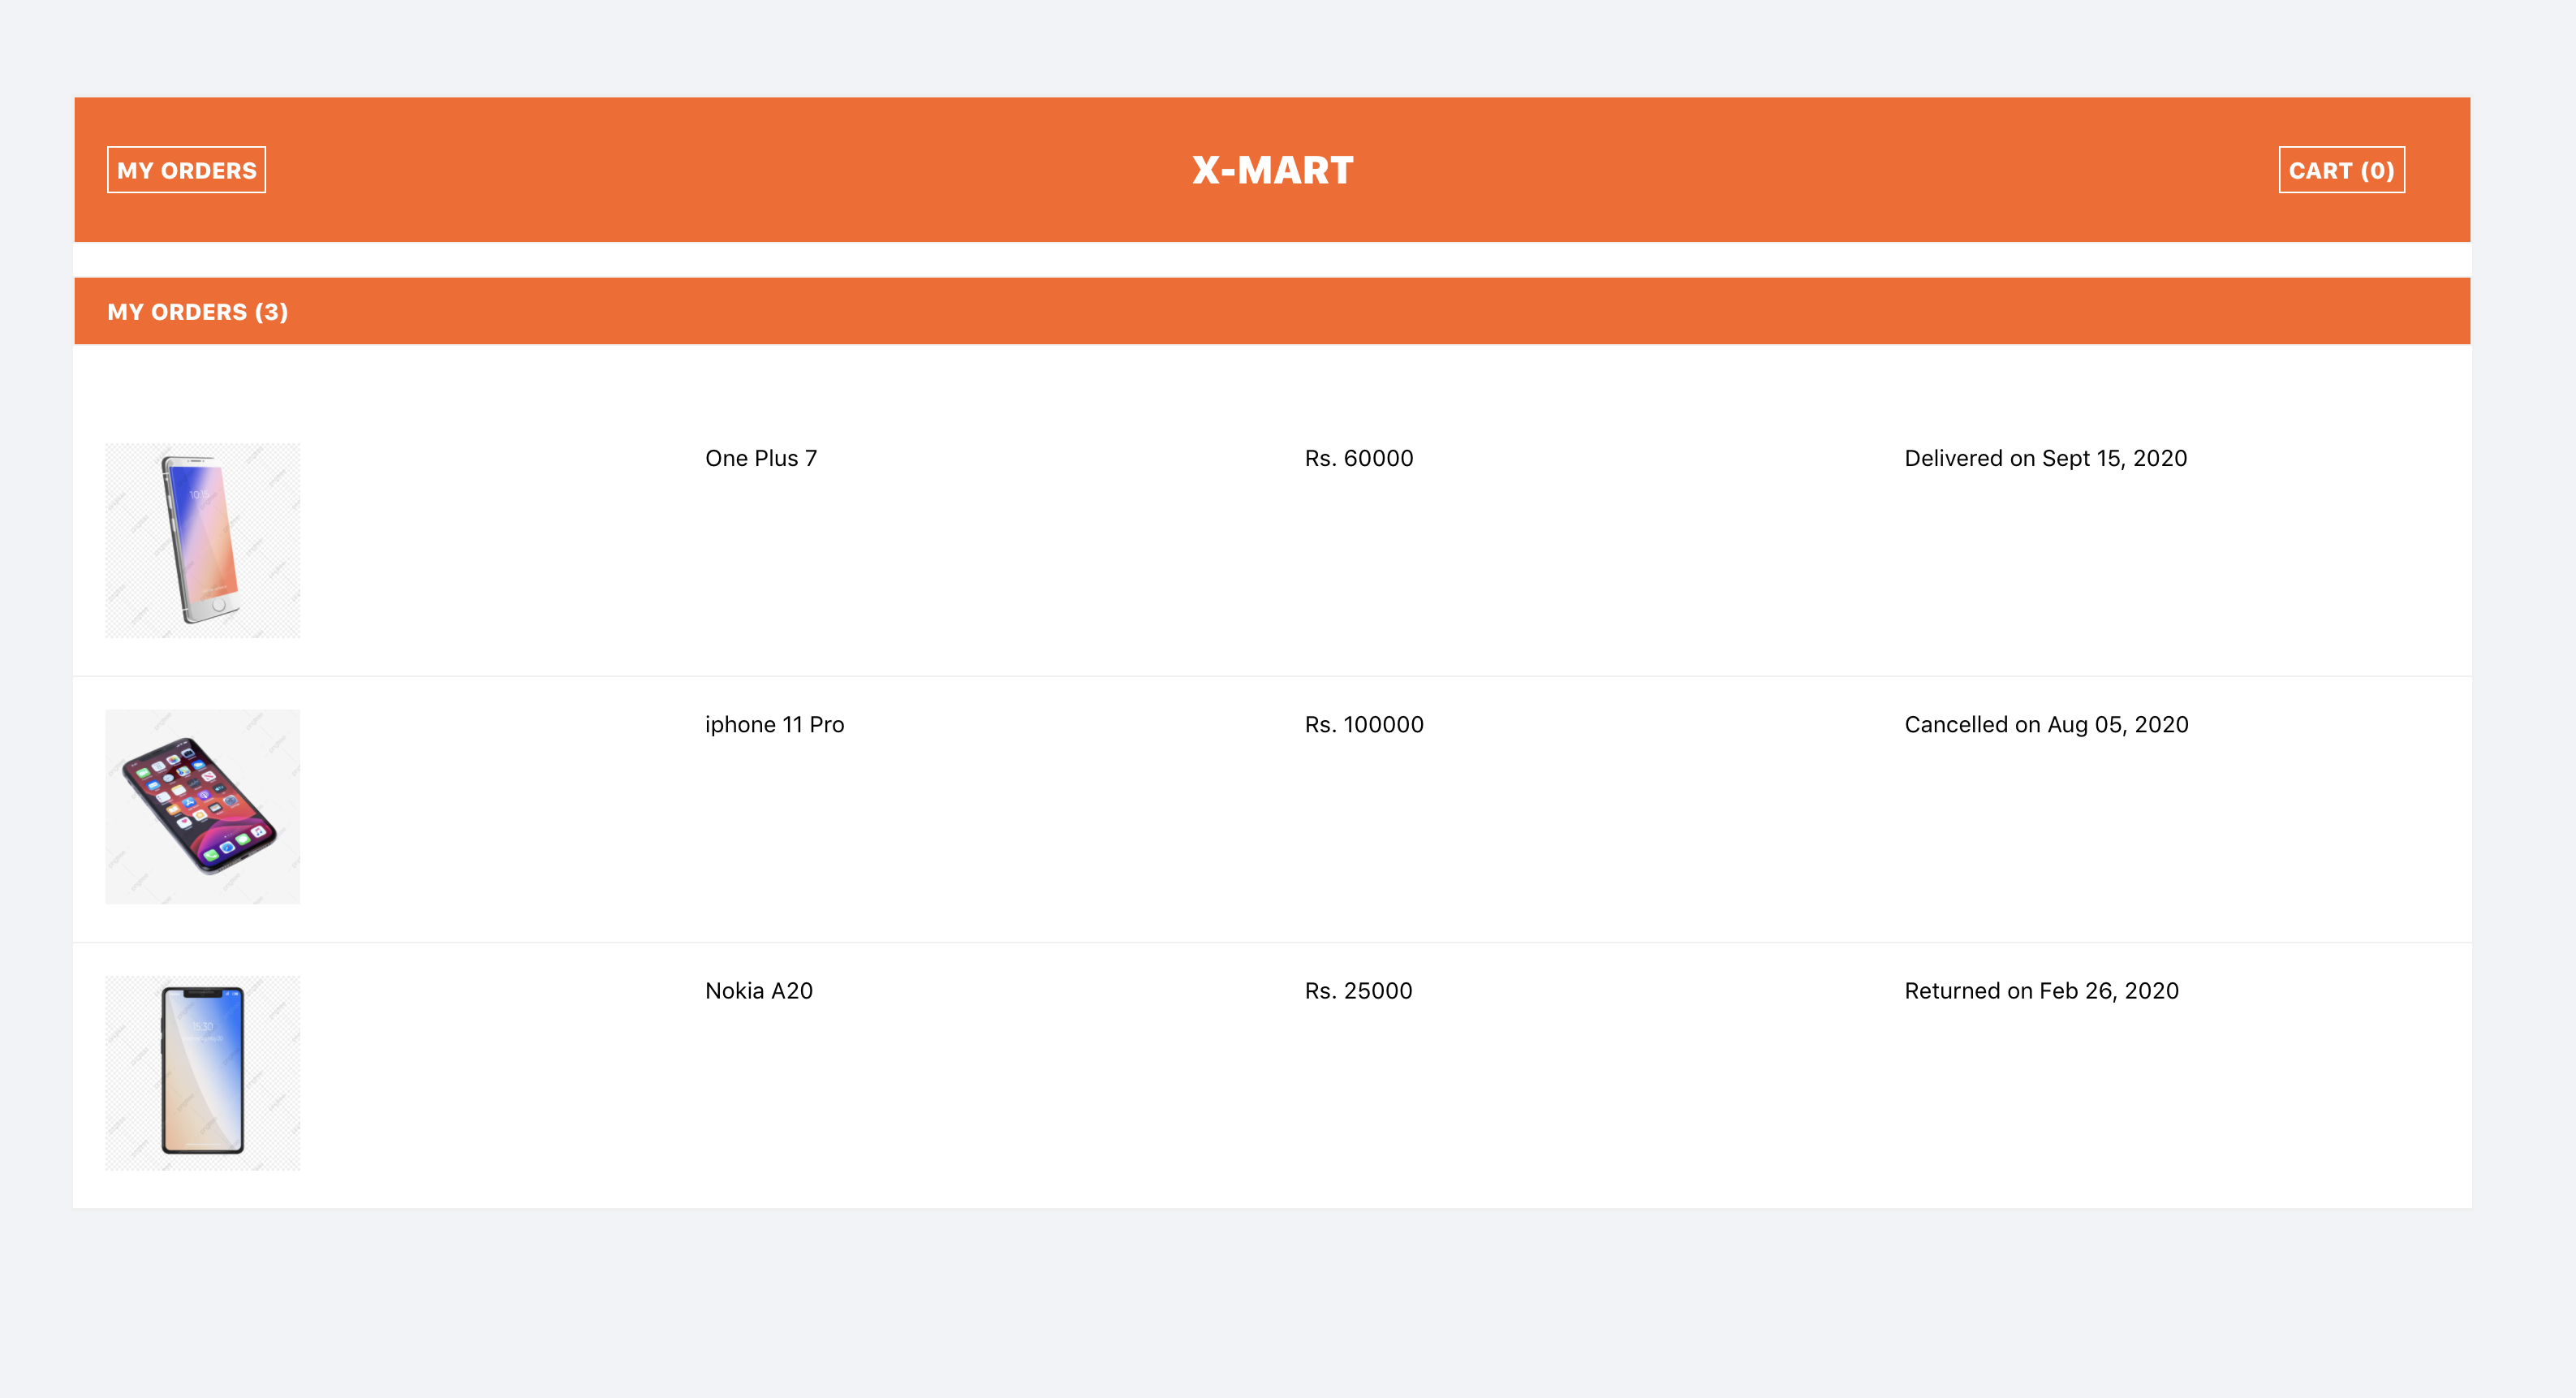 MY ORDERS
X-MART
CART (0)
MY ORDERS (3)
One Plus 7
Rs. 60000
Delivered on Sept 15, 2020
iphone 11 Pro
Rs. 100000
Cancelled on Aug 05, 2020
Nokia A20
Rs. 25000
Returned on Feb 26, 2020